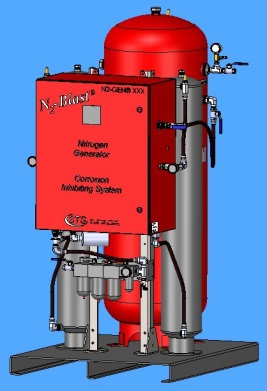 N2-GEN® XXX
N2-Blast®
Nitrogen
Generator
Corrosion
Inhibiting System